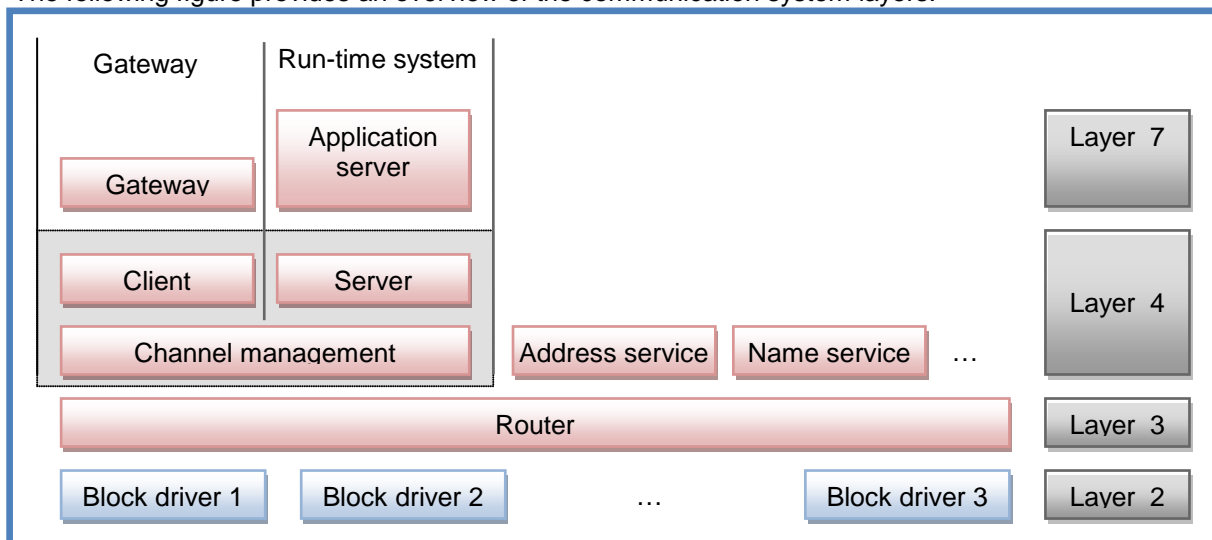 The following figure provides an overview of the communication system layers.
Gateway
Run-time system
Application
server
Layer 7
Gateway
Client
Server
Layer 4
Channel management
Address service
Name service
…
Router
Layer 3
Block driver 1
Block driver 2
…
Block driver 3
Layer 2